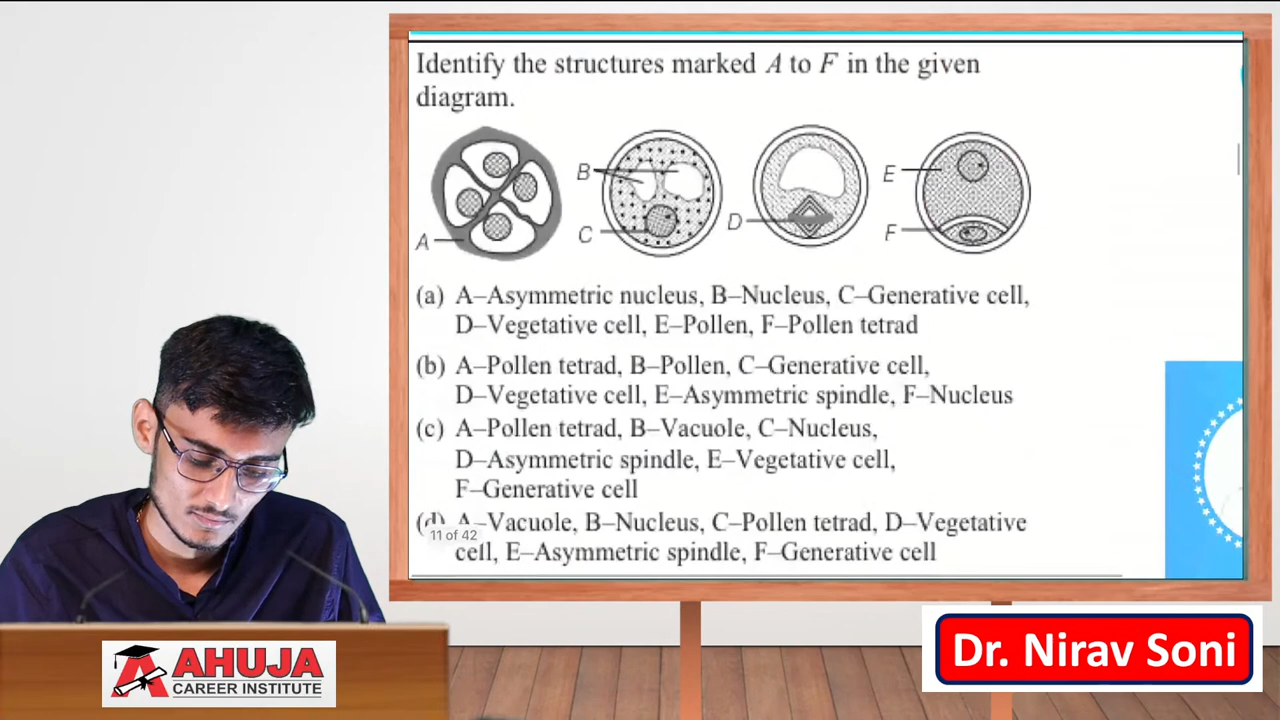 Identify the structures marked A to F in the given
diagram.
A
B
C
D
E
F
(a) A–Asymmetric nucleus, B–Nucleus, C–Generative cell,
D–Vegetative cell, E–Pollen, F–Pollen tetrad
(b) A–Pollen tetrad, B–Pollen, C–Generative cell,
D–Vegetative cell, E–Asymmetric spindle, F–Nucleus
(c) A–Pollen tetrad, B–Vacuole, C–Nucleus,
D–Asymmetric spindle, E–Vegetative cell,
F–Generative cell
(d) A–Vacuole, B–Nucleus, C–Pollen tetrad, D–Vegetative
cell, E–Asymmetric spindle, F–Generative cell
11 of 42
AHUJA
CAREER INSTITUTE
Dr. Nirav Soni